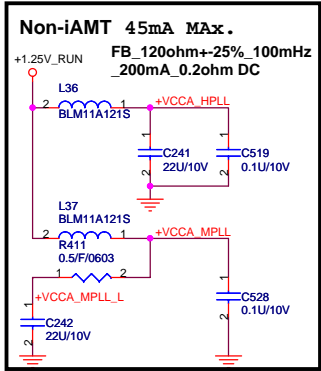 Non-iAMT 45mA MAx.
FB_120ohm+-25%_100mHz
_200mA_0.2ohm DC
+1.25V_RUN
L36
2 1
BLM11A121S
+VCCA_HPLL
1 1
C241
22U/10V
C519
0.1U/10V
2 2
L37
BLM11A121S
2 1
+VCCA_MPLL
R411
0.5/F/0603
1 2
+VCCA_MPLL_L
1
C528
0.1U/10V
2
1
C242
22U/10V
2